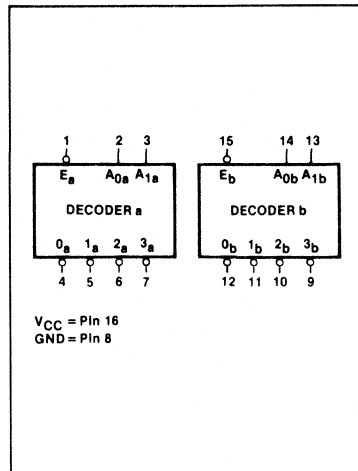 1 2 3 15 14 13
Ea A0a A1a Eb A0b A1b
DECODER a DECODER b
0a 1a 2a 3a 0b 1b 2b 3b
4 5 6 7 12 11 10 9
VCC = Pin 16
GND = Pin 8